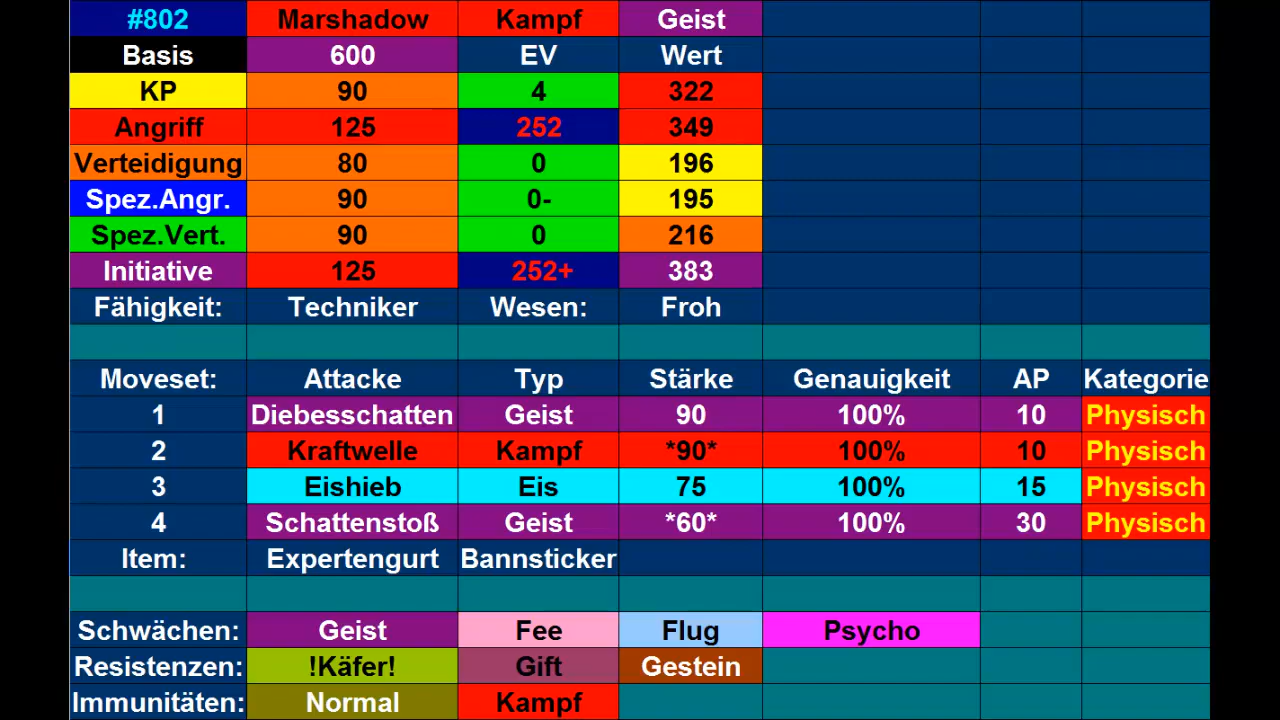 #802 Marshadow Kampf Geist
Basis 600 EV Wert
KP 90 4 322
Angriff 125 252 349
Verteidigung 80 0 196
Spez.Angr. 90 0- 195
Spez.Vert. 90 0 216
Initiative 125 252+ 383
Fähigkeit: Techniker Wesen: Froh
Moveset: Attacke Typ Stärke Genauigkeit AP Kategorie
1 Diebesschatten Geist 90 100% 10 Physisch
2 Kraftwelle Kampf *90* 100% 10 Physisch
3 Eishieb Eis 75 100% 15 Physisch
4 Schattenstoß Geist *60* 100% 30 Physisch
Item: Expertengurt Bannsticker
Schwächen: Geist Fee Flug Psycho
Resistenzen: !Käfer! Gift Gestein
Immunitäten: Normal Kampf